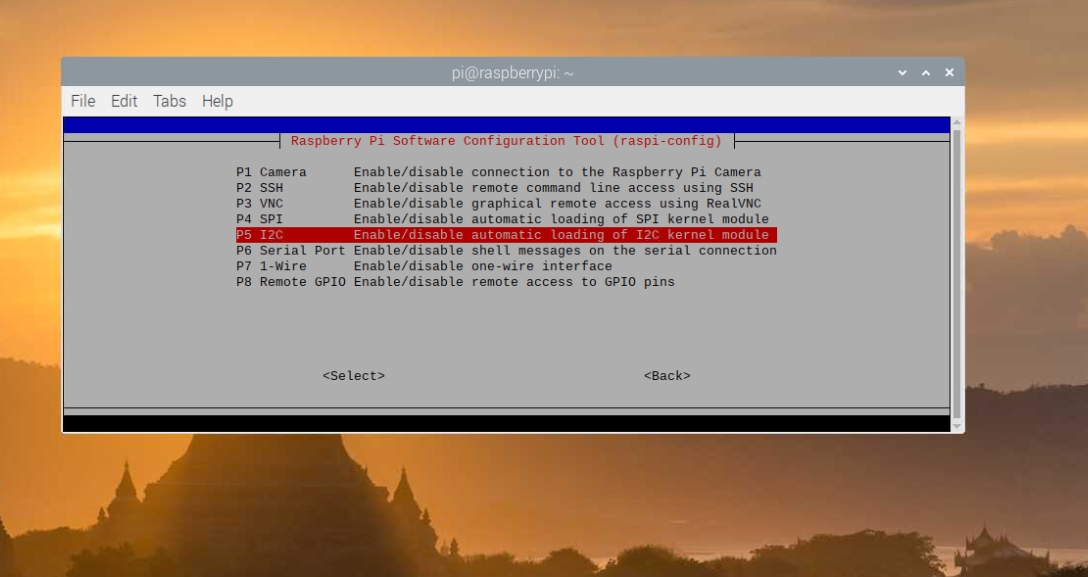 pi@raspberrypi: ~
File Edit Tabs Help
Raspberry Pi Software Configuration Tool (raspi-config)
P1 Camera Enable/disable connection to the Raspberry Pi Camera
P2 SSH Enable/disable remote command line access using SSH
P3 VNC Enable/disable graphical remote access using RealVNC
P4 SPI Enable/disable automatic loading of SPI kernel module
P5 I2C Enable/disable automatic loading of I2C kernel module
P6 Serial Port Enable/disable shell messages on the serial connection
P7 1-Wire Enable/disable one-wire interface
P8 Remote GPIO Enable/disable remote access to GPIO pins
<Select> <Back>